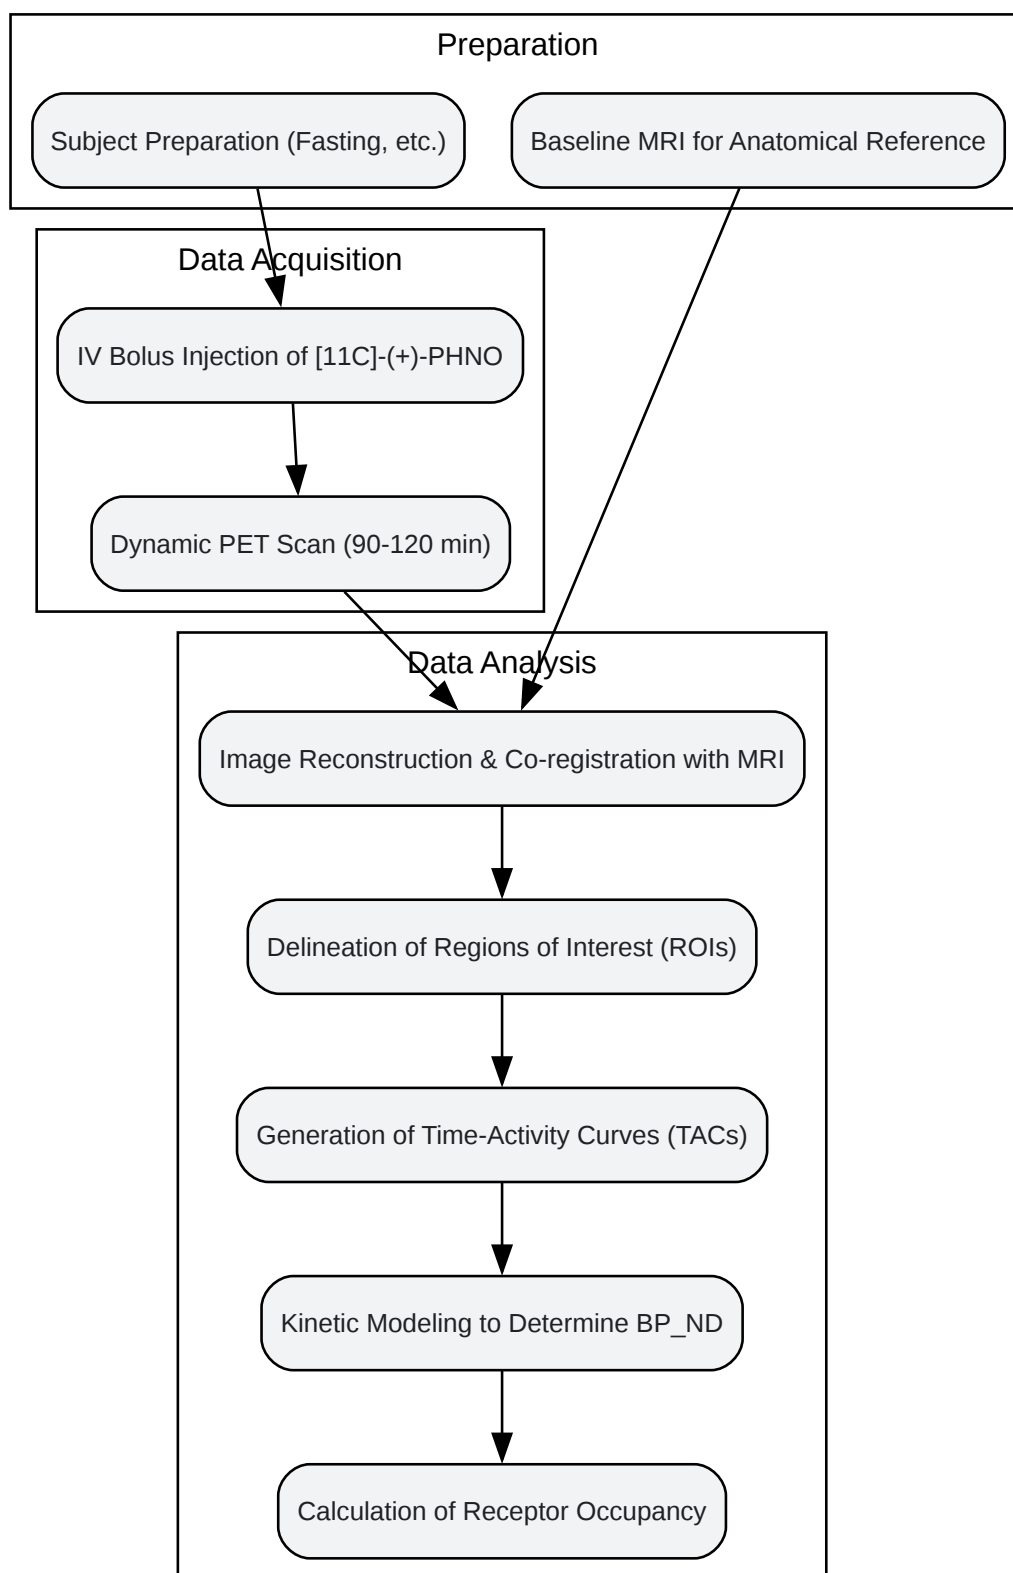 Preparation
Subject Preparation (Fasting, etc.)
Baseline MRI for Anatomical Reference
Data Acquisition
IV Bolus Injection of [11C]-(+)-PHNO
Dynamic PET Scan (90-120 min)
Data Analysis
Image Reconstruction & Co-registration with MRI
Delineation of Regions of Interest (ROIs)
Generation of Time-Activity Curves (TACs)
Kinetic Modeling to Determine BP_ND
Calculation of Receptor Occupancy